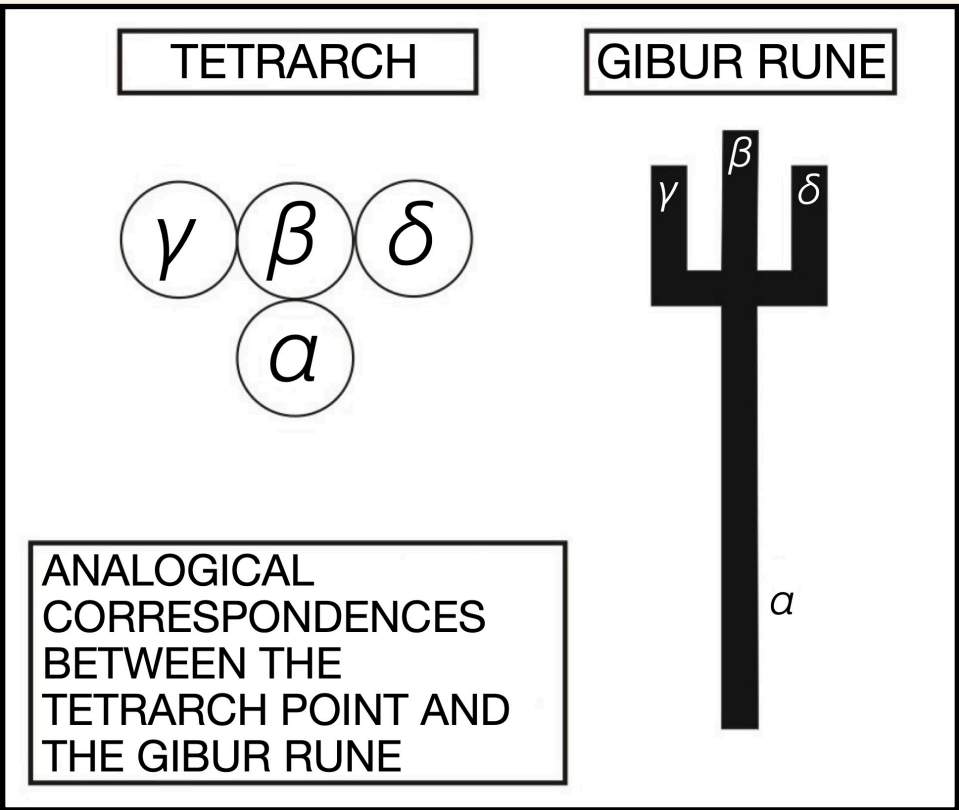 TETRARCH
GIBUR RUNE
γ β δ
α
β
γ δ
α
ANALOGICAL
CORRESPONDENCES
BETWEEN THE
TETRARCH POINT AND
THE GIBUR RUNE